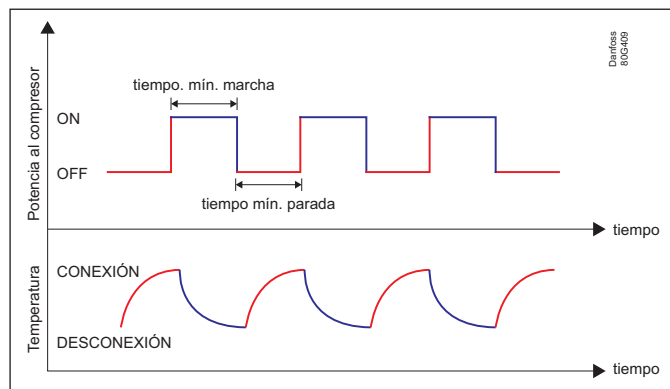 Danfoss
80G409
Potencia al compresor
tiempo. mín. marcha
ON
OFF
tiempo mín. parada
tiempo
Temperatura
CONEXIÓN
DESCONEXIÓN
tiempo